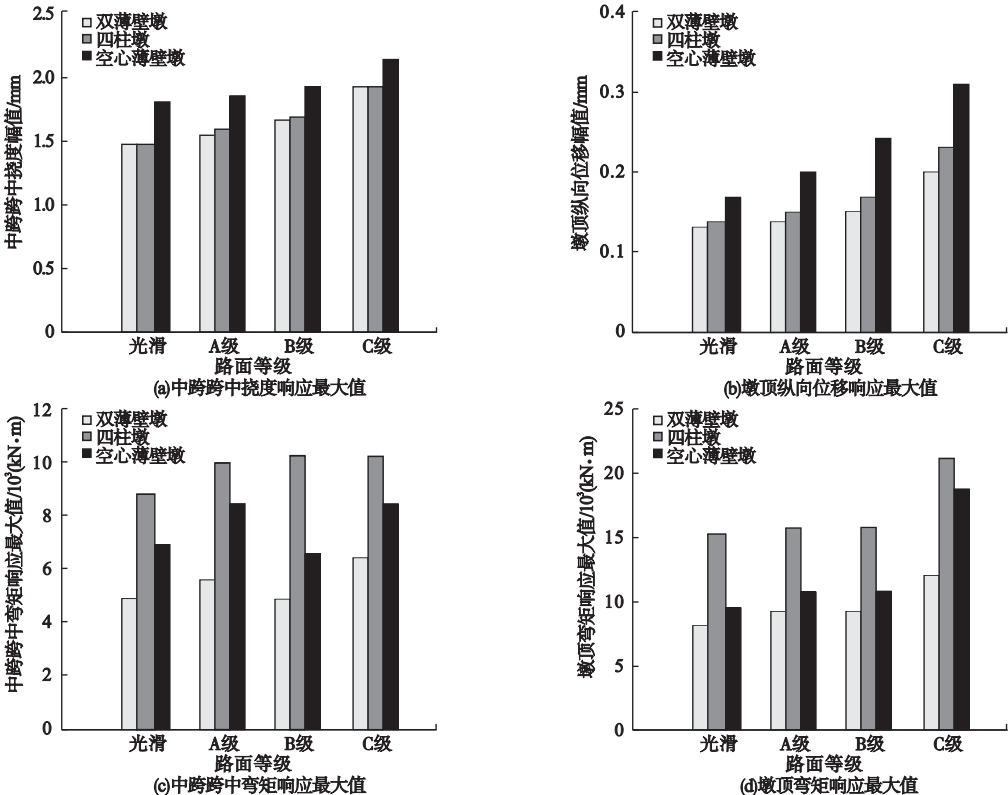 2.5
2.0
1.5
1.0
0.5
0
中跨跨中挠度幅值/mm
双薄壁墩
四柱墩
空心薄壁墩
光滑 A级 B级 C级
路面等级
(a)中跨跨中挠度响应最大值
0.4
0.3
0.2
0.1
0
墩顶纵向位移幅值/mm
双薄壁墩
四柱墩
空心薄壁墩
光滑 A级 B级 C级
路面等级
(b)墩顶纵向位移响应最大值
12
10
8
6
4
2
0
中跨跨中弯矩响应最大值/10³(kN·m)
双薄壁墩
四柱墩
空心薄壁墩
光滑 A级 B级 C级
路面等级
(c)中跨跨中弯矩响应最大值
25
20
15
10
5
0
墩顶弯矩响应最大值/10³(kN·m)
双薄壁墩
四柱墩
空心薄壁墩
光滑 A级 B级 C级
路面等级
(d)墩顶弯矩响应最大值